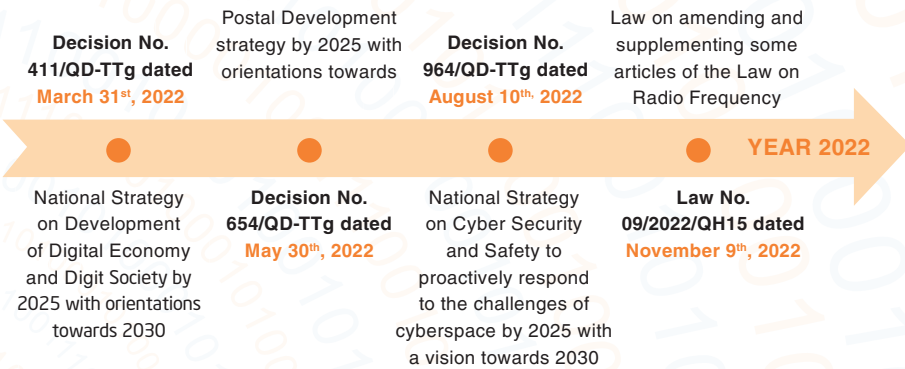 Decision No.
411/QD-TTg dated
March 31st, 2022
National Strategy
on Development
of Digital Economy
and Digit Society by
2025 with orientations
towards 2030
Postal Development
strategy by 2025 with
orientations towards
Decision No.
654/QD-TTg dated
May 30th, 2022
Decision No.
964/QD-TTg dated
August 10th, 2022
National Strategy
on Cyber Security
and Safety to
proactively respond
to the challenges of
cyberspace by 2025 with
a vision towards 2030
Law on amending and
supplementing some
articles of the Law on
Radio Frequency
Law No.
09/2022/QH15 dated
November 9th, 2022
YEAR 2022